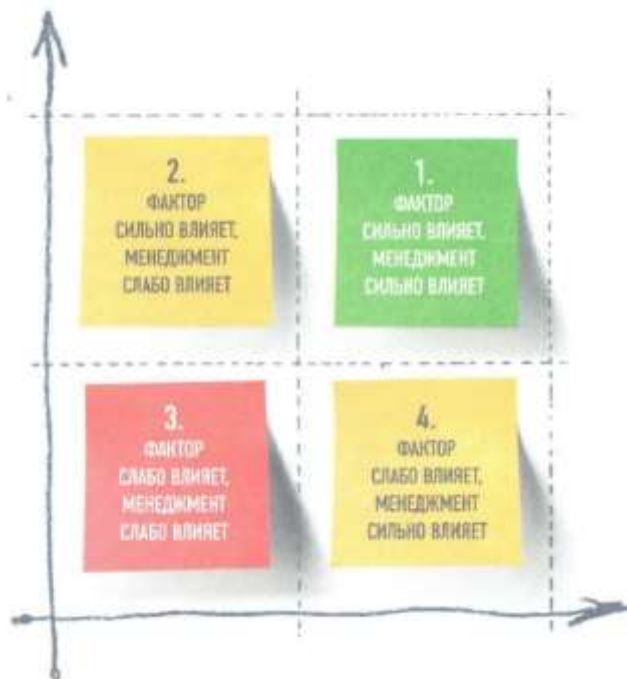 2.
ФАКТОР
СИЛЬНО ВЛИЯЕТ,
МЕНЕДЖМЕНТ
СЛАБО ВЛИЯЕТ
1.
ФАКТОР
СИЛЬНО ВЛИЯЕТ,
МЕНЕДЖМЕНТ
СИЛЬНО ВЛИЯЕТ
3.
ФАКТОР
СЛАБО ВЛИЯЕТ,
МЕНЕДЖМЕНТ
СЛАБО ВЛИЯЕТ
4.
ФАКТОР
СЛАБО ВЛИЯЕТ,
МЕНЕДЖМЕНТ
СИЛЬНО ВЛИЯЕТ